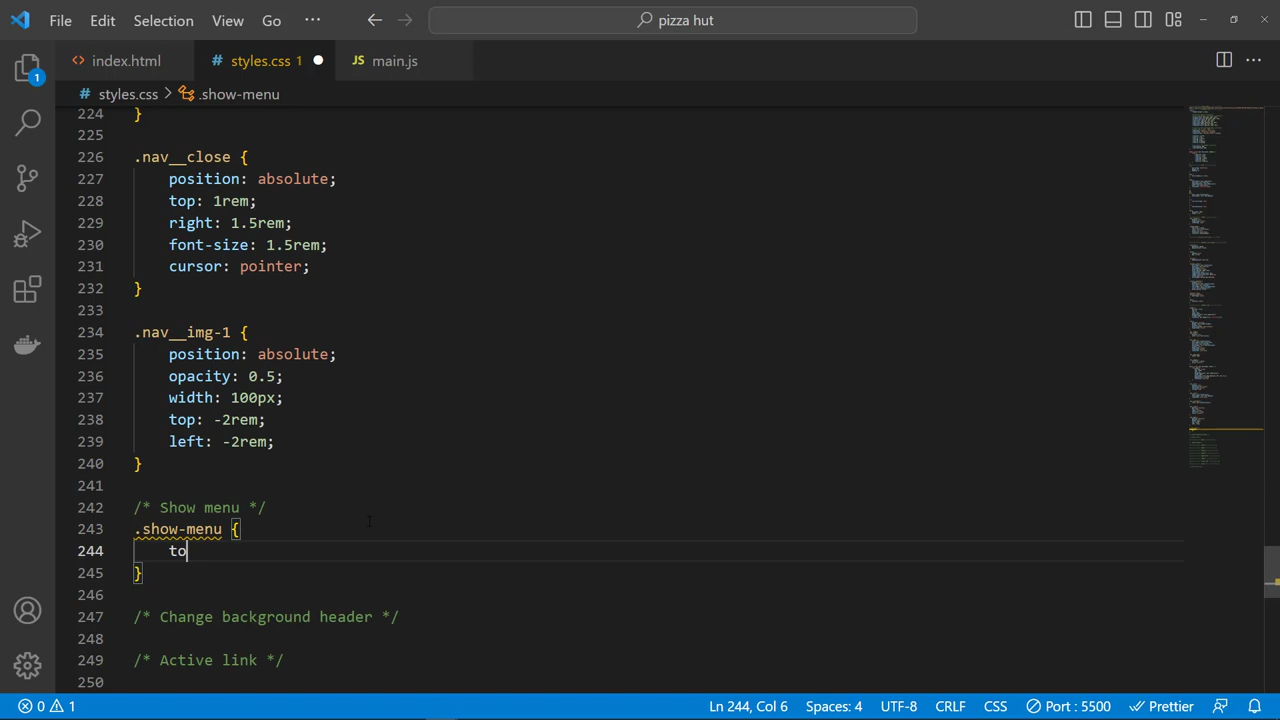 File Edit Selection View Go ··· pizza hut
index.html styles.css 1 JS main.js
# styles.css > .show-menu
224 }
225
226 .nav__close {
227 position: absolute;
228 top: 1rem;
229 right: 1.5rem;
230 font-size: 1.5rem;
231 cursor: pointer;
232 }
233
234 .nav__img-1 {
235 position: absolute;
236 opacity: 0.5;
237 width: 100px;
238 top: -2rem;
239 left: -2rem;
240 }
241
242 /* Show menu */
243 .show-menu {
244 to
245 }
246
247 /* Change background header */
248
249 /* Active link */
250
1
0 1 Ln 244, Col 6 Spaces: 4 UTF-8 CRLF CSS Port : 5500 Prettier